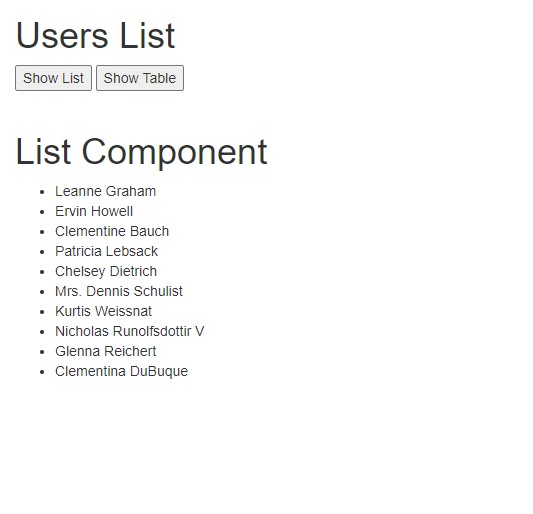 Users List
Show List Show Table
List Component
Leanne Graham
Ervin Howell
Clementine Bauch
Patricia Lebsack
Chelsey Dietrich
Mrs. Dennis Schulist
Kurtis Weissnat
Nicholas Runolfsdottir V
Glenna Reichert
Clementina DuBuque